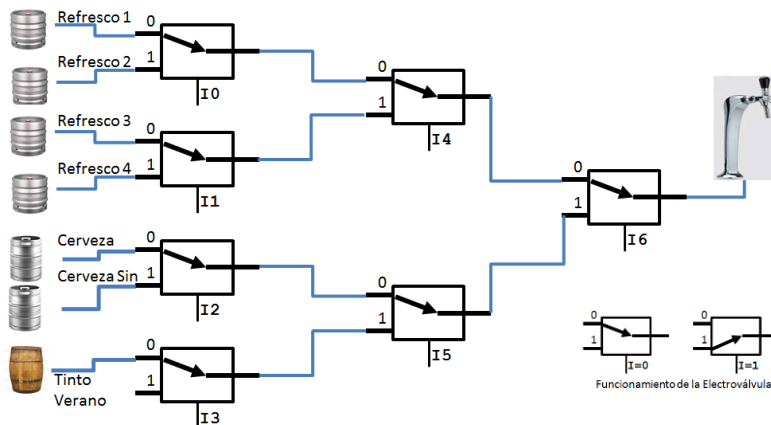 Refresco 1
0
Refresco 2
1
I0
Refresco 3
0
Refresco 4
1
I1
0
1
I4
0
1
I6
Cerveza
0
Cerveza Sin
1
I2
0
1
I5
0
Tinto
Verano
1
I3
0
1
I=0
0
1
I=1
Funcionamiento de la Electroválvula